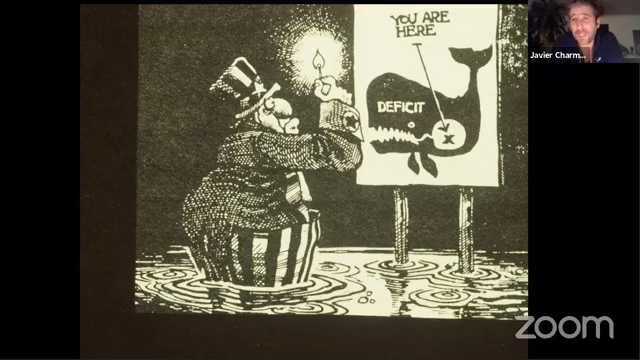 YOU ARE
HERE
DEFICIT
X
Javier Charm...
zoom